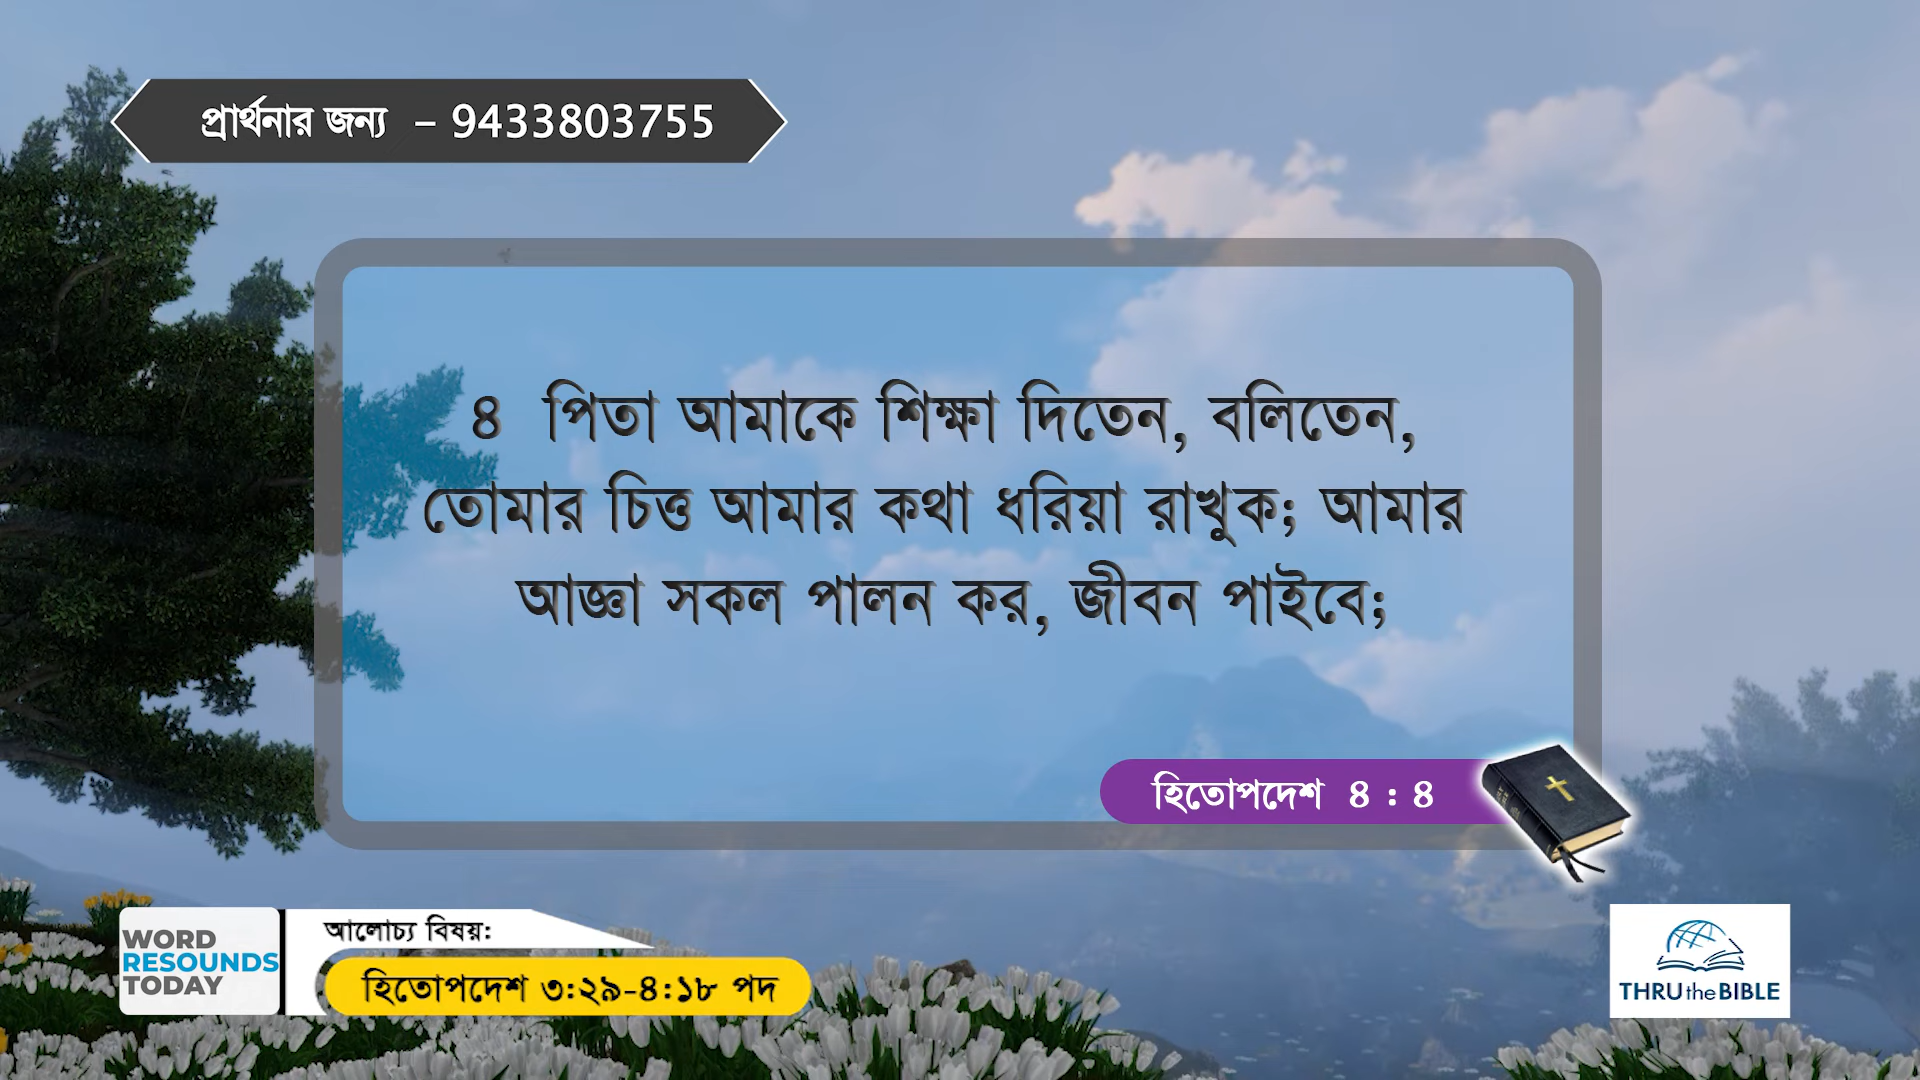 প্রার্থনার জন্য – 9433803755
৪ পিতা আমাকে শিক্ষা দিতেন, বলিতেন,
তোমার চিত্ত আমার কথা ধরিয়া রাখুক; আমার
আজ্ঞা সকল পালন কর, জীবন পাইবে;
হিতোপদেশ ৪ : ৪
WORD
RESOUNDS
TODAY
আলোচ্য বিষয়:
হিতোপদেশ ৩:২৯-৪:১৮ পদ
THRU the BIBLE